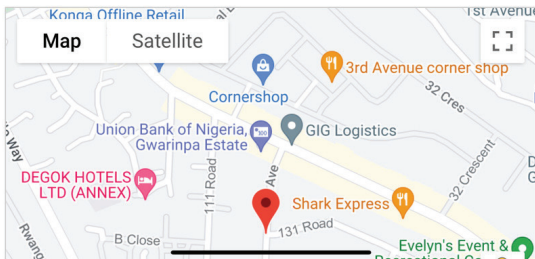 Konga Offline Retail
1st Avenue
Map
Satellite
3rd Avenue corner shop
Cornershop
32 Cres
Union Bank of Nigeria,
Gwarinpa Estate
GIG Logistics
Way
DEGOK HOTELS
LTD (ANNEX)
111 Road
Ave
32 Crescent
Shark Express
131 Road
B Close
Rwang
Evelyn's Event &